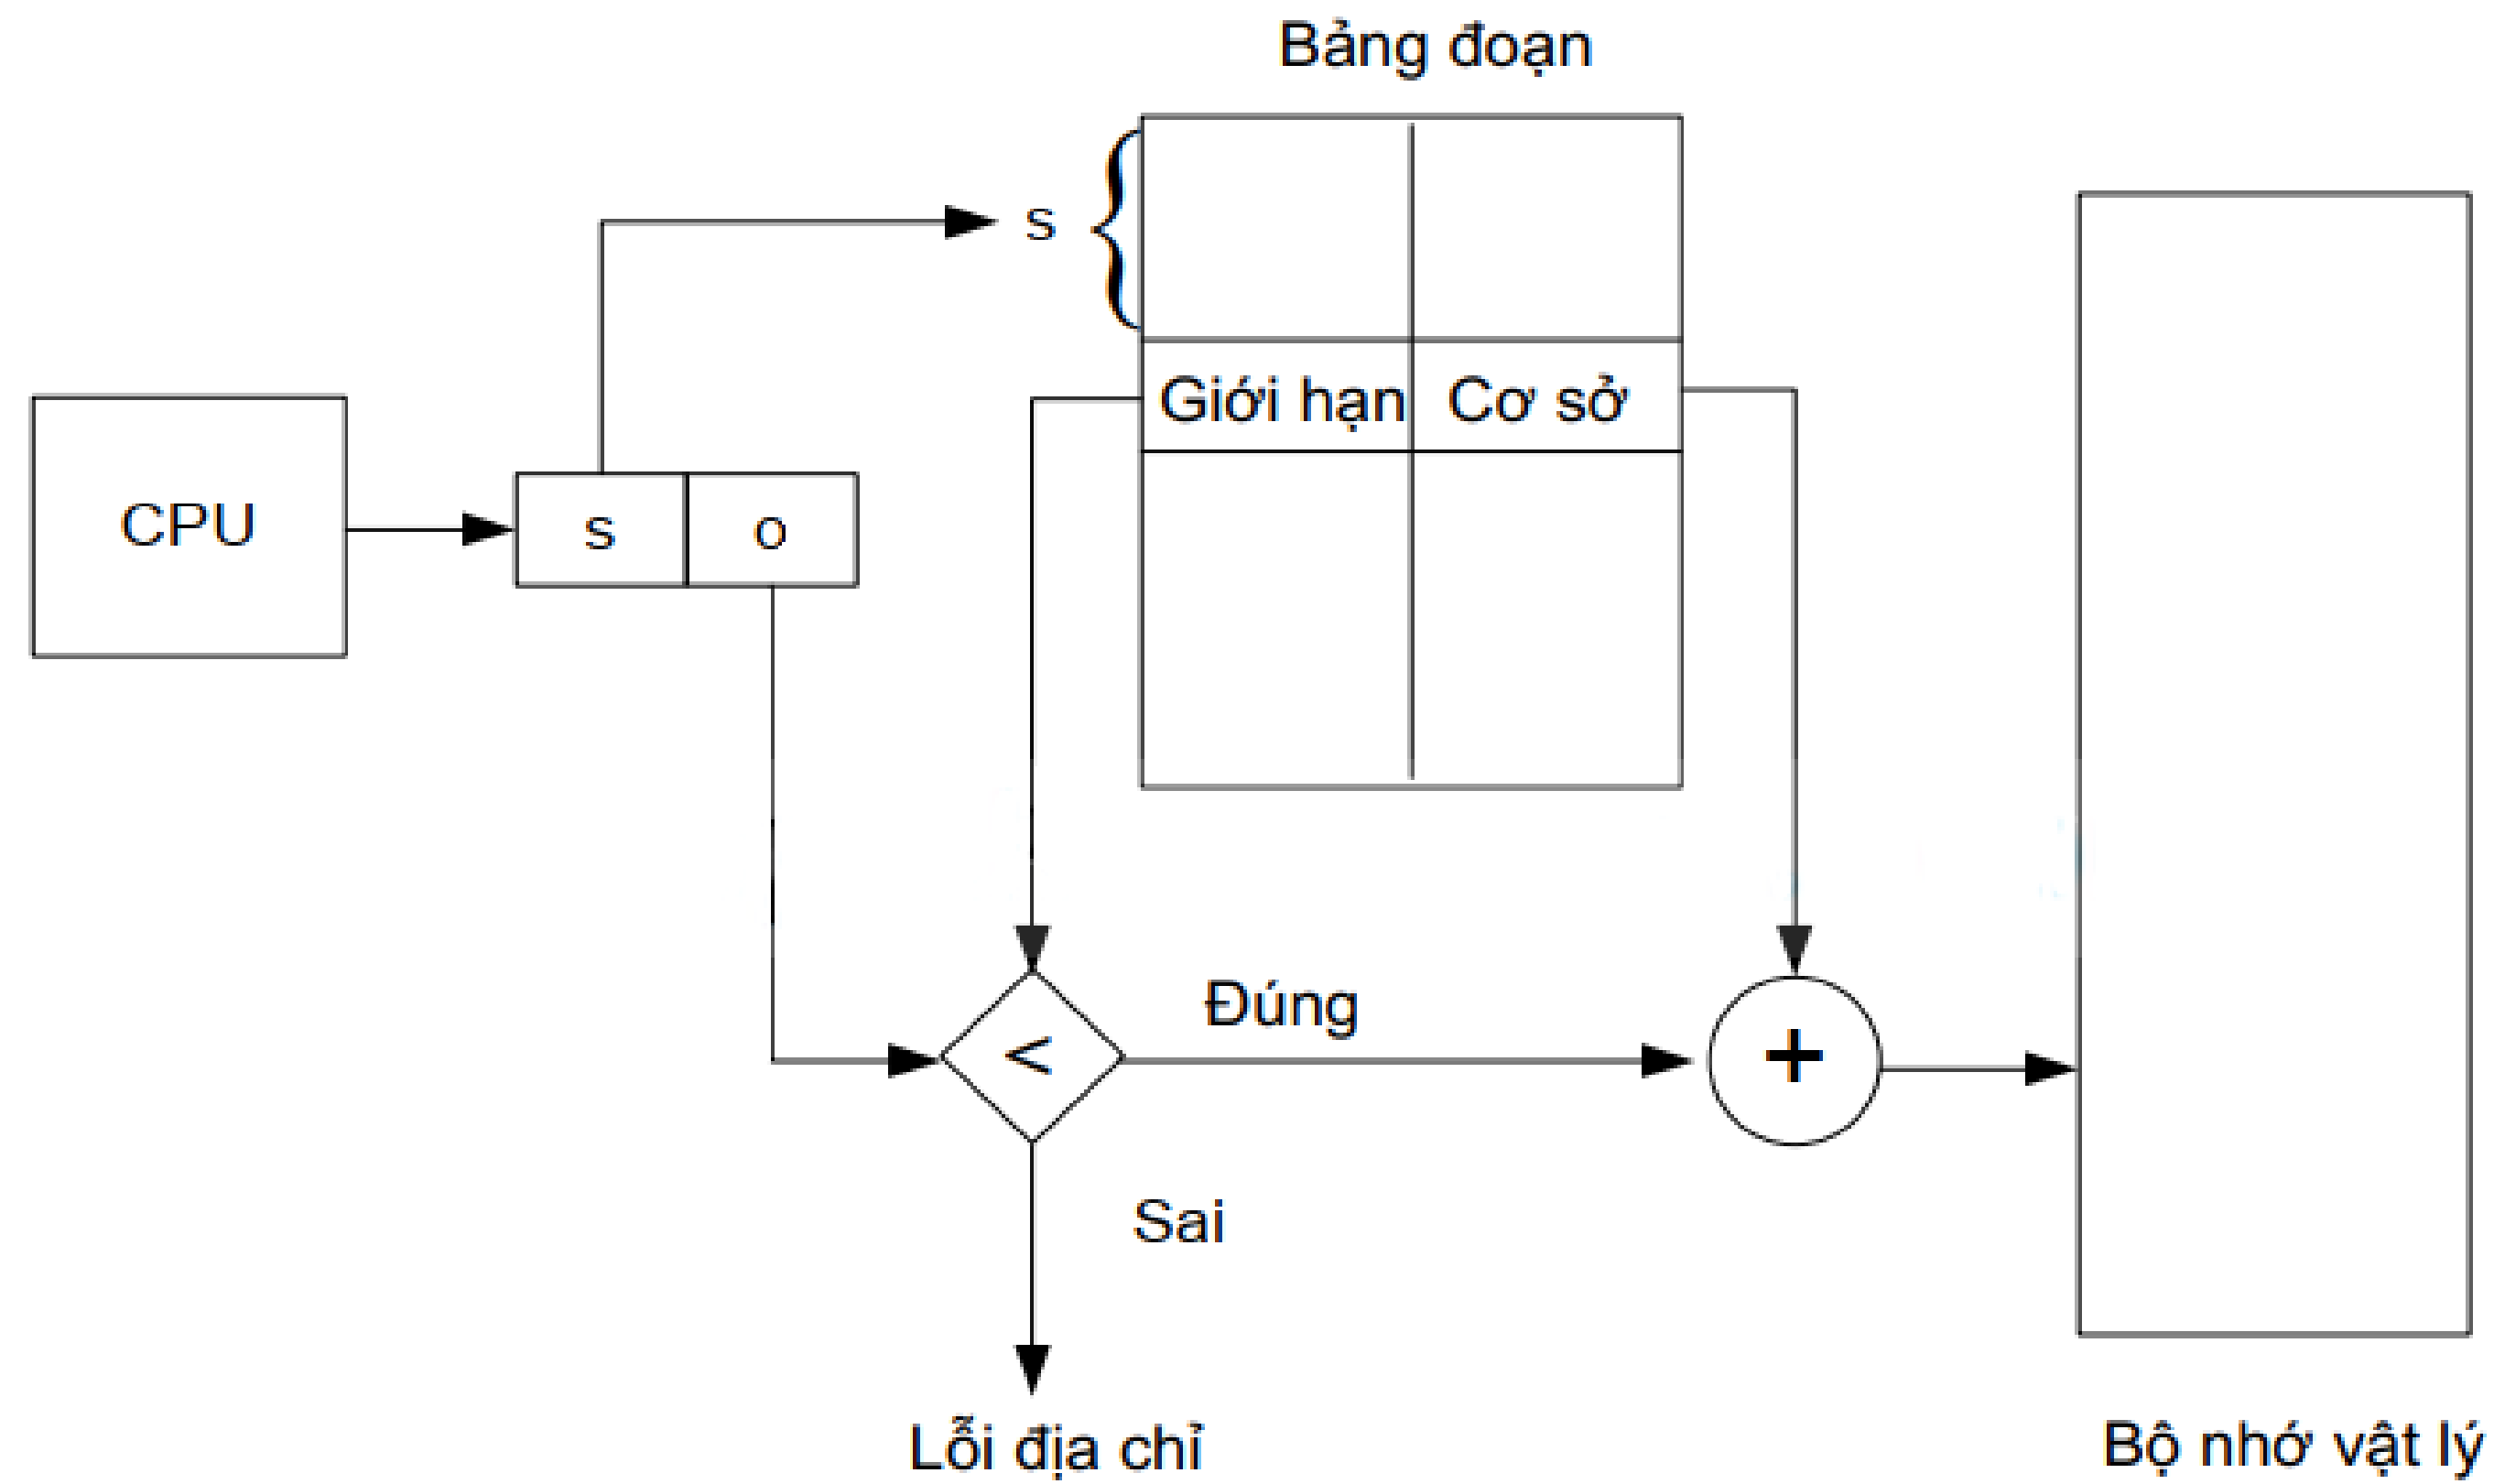 Bảng đoạn
s
Giới hạn Cơ sở
CPU
s o
Đúng
< +
Sai
Lỗi địa chỉ
Bộ nhớ vật lý